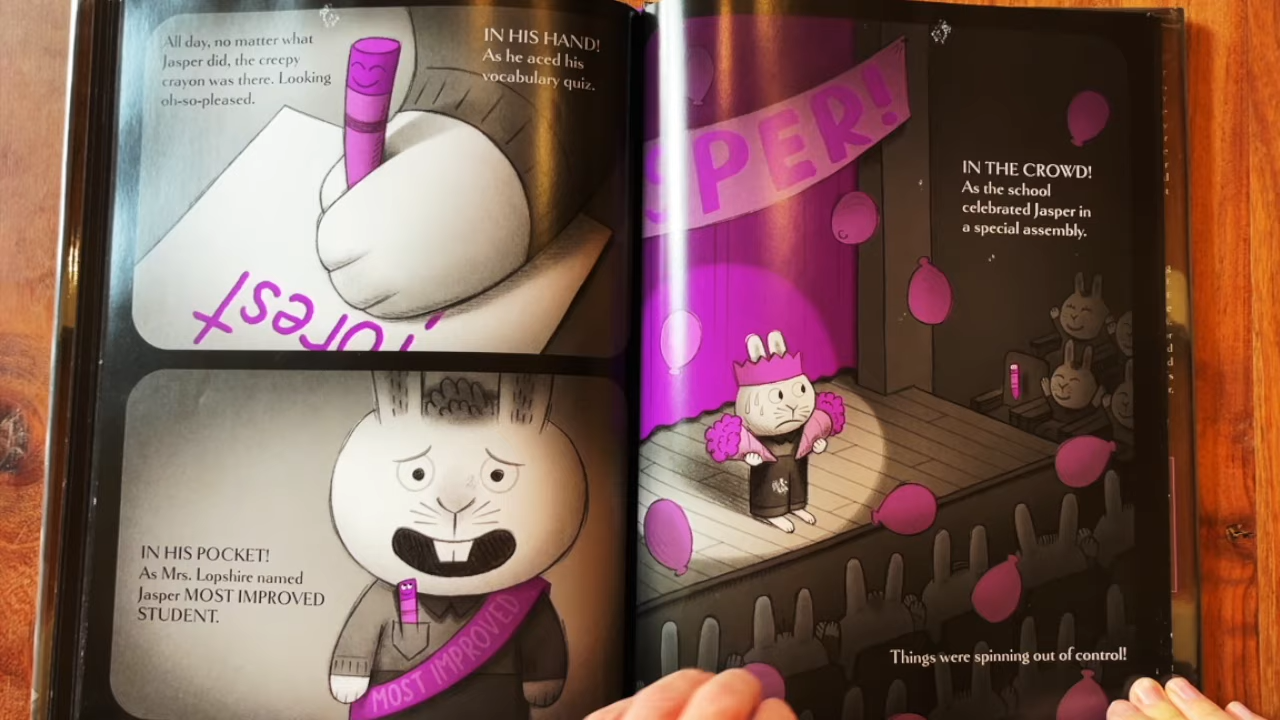 All day, no matter what
Jasper did, the creepy
crayon was there. Looking
oh-so-pleased.
IN HIS HAND!
As he aced his
vocabulary quiz.
forest
IN HIS POCKET!
As Mrs. Lopshire named
Jasper MOST IMPROVED
STUDENT.
MOST IMPROVED
SPER!
IN THE CROWD!
As the school
celebrated Jasper in
a special assembly.
Things were spinning out of control!